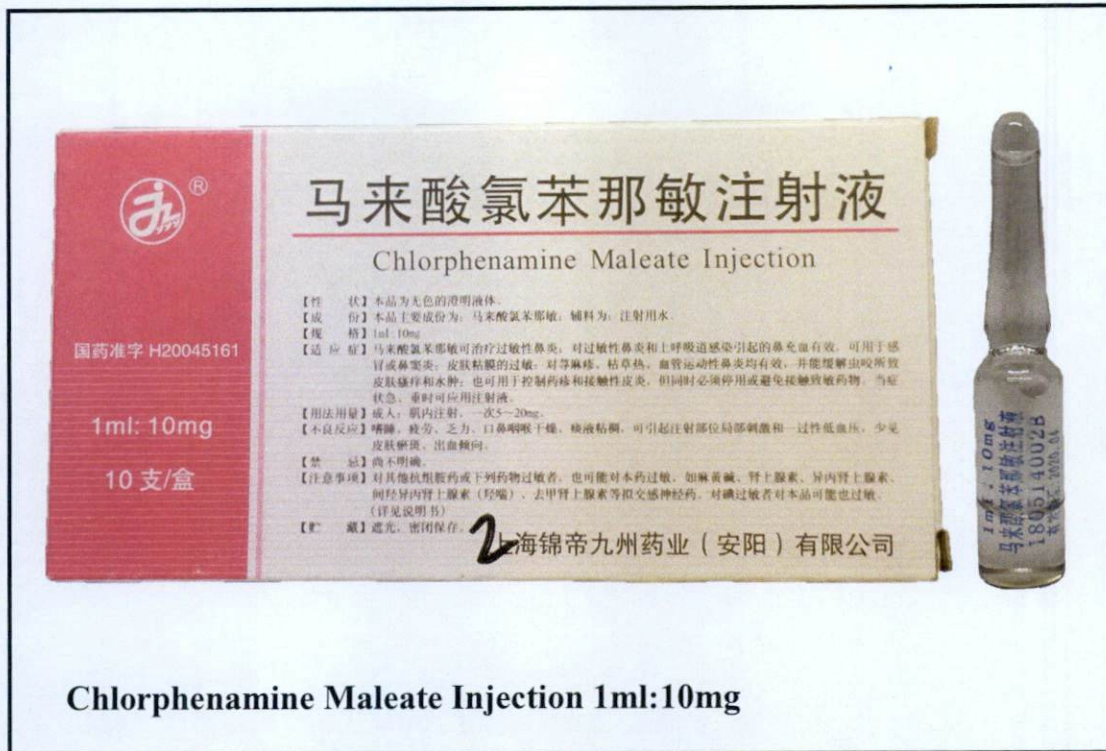 ®
国药准字 H20045161
1ml: 10mg
10 支/盒
马来酸氯苯那敏注射液
Chlorphenamine Maleate Injection
【性 状】本品为无色的澄明液体。
【成 份】本品主要成份为：马来酸氯苯那敏；辅料为：注射用水。
【规 格】1ml:10mg
【适 应 症】马来酸氯苯那敏可治疗过敏性鼻炎：对过敏性鼻炎和上呼吸道感染引起的鼻充血有效，可用于感
冒或鼻窦炎；皮肤粘膜的过敏：对荨麻疹、枯草热、血管运动性鼻炎均有效，并能缓解虫咬所致
皮肤瘙痒和水肿；也可用于控制药疹和接触性皮炎，但同时必须停用或避免接触致敏药物。当症
状急、重时可应用注射液。
【用法用量】成人：肌内注射，一次5～20mg。
【不良反应】嗜睡、疲劳、乏力、口鼻咽喉干燥、痰液粘稠，可引起注射部位局部刺激和一过性低血压，少见
皮肤瘀斑、出血倾向。
【禁 忌】尚不明确。
【注意事项】对其他抗组胺药或下列药物过敏者，也可能对本药过敏，如麻黄碱、肾上腺素、异丙肾上腺素、
间羟异丙肾上腺素（羟喘）、去甲肾上腺素等拟交感神经药。对碘过敏者对本品可能也过敏。
（详见说明书）
【贮 藏】遮光，密闭保存。
2
上海锦帝九州药业（安阳）有限公司
1ml:10mg
马来酸氯苯那敏注射液
180514002B
2020.04
Chlorphenamine Maleate Injection 1ml:10mg